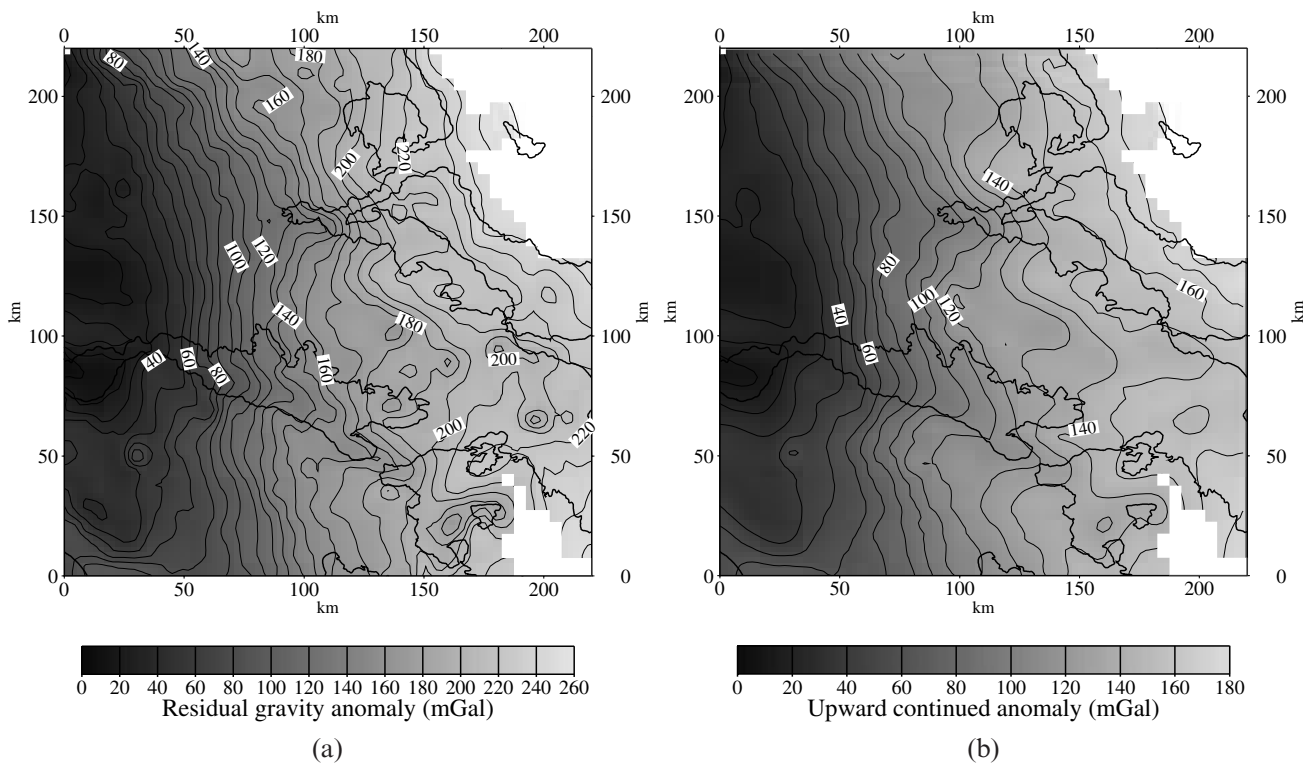 km km
0 50 100 150 200 0 50 100 150 200
80 140 180
200 160 200 200 200
200 220
140
150 150 150 150
km 100 120 80 km
160
140 180 100 120
100 100 40 100 100
40 60 80 160 200 60
200 220 140
50 50 50 50
0 0 0 0
0 50 100 150 200 0 50 100 150 200
km km
0 20 40 60 80 100 120 140 160 180 200 220 240 260 0 20 40 60 80 100 120 140 160 180
Residual gravity anomaly (mGal) Upward continued anomaly (mGal)
(a) (b)